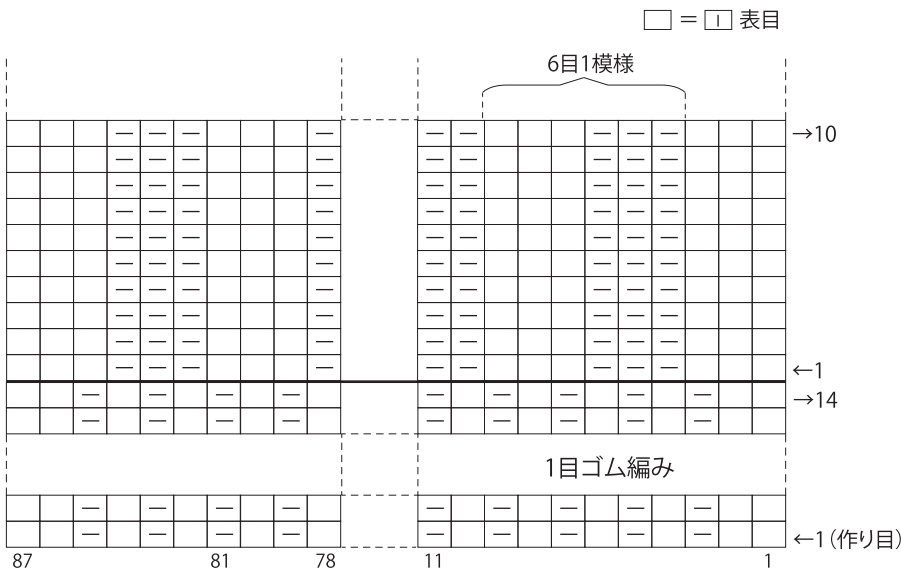 □ = | 表目
6目1模様
→10
←1
→14
1目ゴム編み
←1(作り目)
87 81 78 11 1